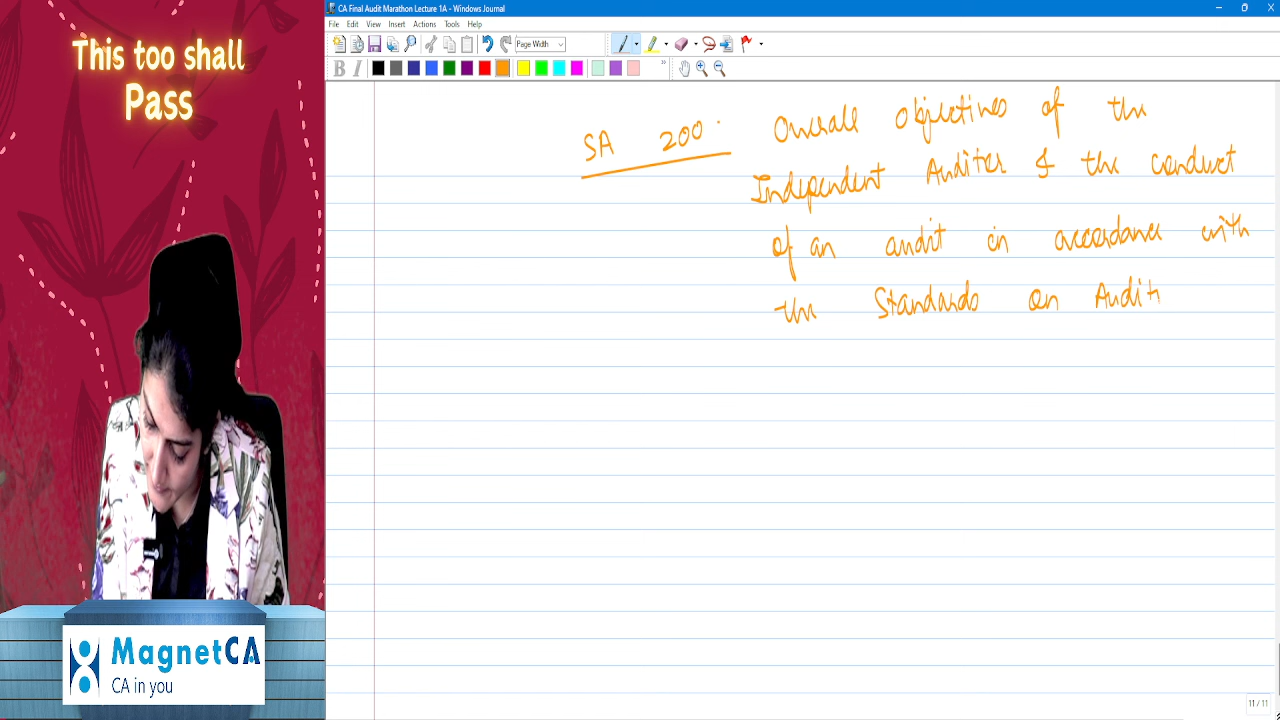 CA Final Audit Marathon Lecture 1A - Windows Journal
File Edit View Insert Actions Tools Help
Page Width
B I
This too shall
Pass
SA 200 Overall objectives of the
Independent Auditor & the conduct
of an audit in accordance with
the Standards on Audit
MagnetCA
CA in you
11 / 11